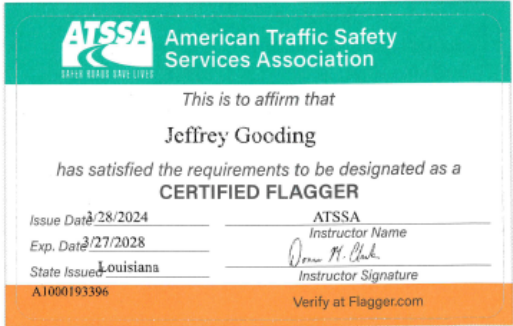 ATSSA
SAFER ROADS SAVE LIVES
American Traffic Safety
Services Association
This is to affirm that
Jeffrey Gooding
has satisfied the requirements to be designated as a
CERTIFIED FLAGGER
Issue Date 3/28/2024
ATSSA
Instructor Name
Exp. Date 3/27/2028
Donna M. Clark
Instructor Signature
State Issued Louisiana
A1000193396
Verify at Flagger.com